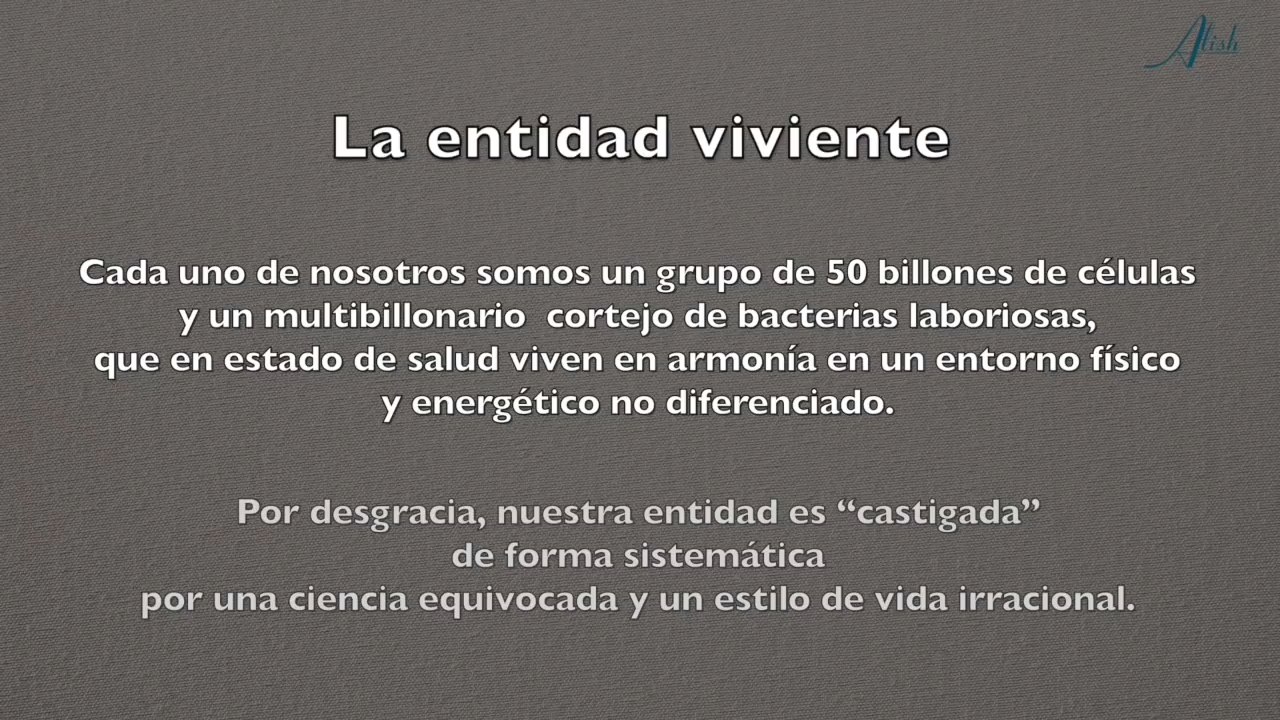 Alish
La entidad viviente
Cada uno de nosotros somos un grupo de 50 billones de células
y un multibillonario cortejo de bacterias laboriosas,
que en estado de salud viven en armonía en un entorno físico
y energético no diferenciado.
Por desgracia, nuestra entidad es “castigada”
de forma sistemática
por una ciencia equivocada y un estilo de vida irracional.